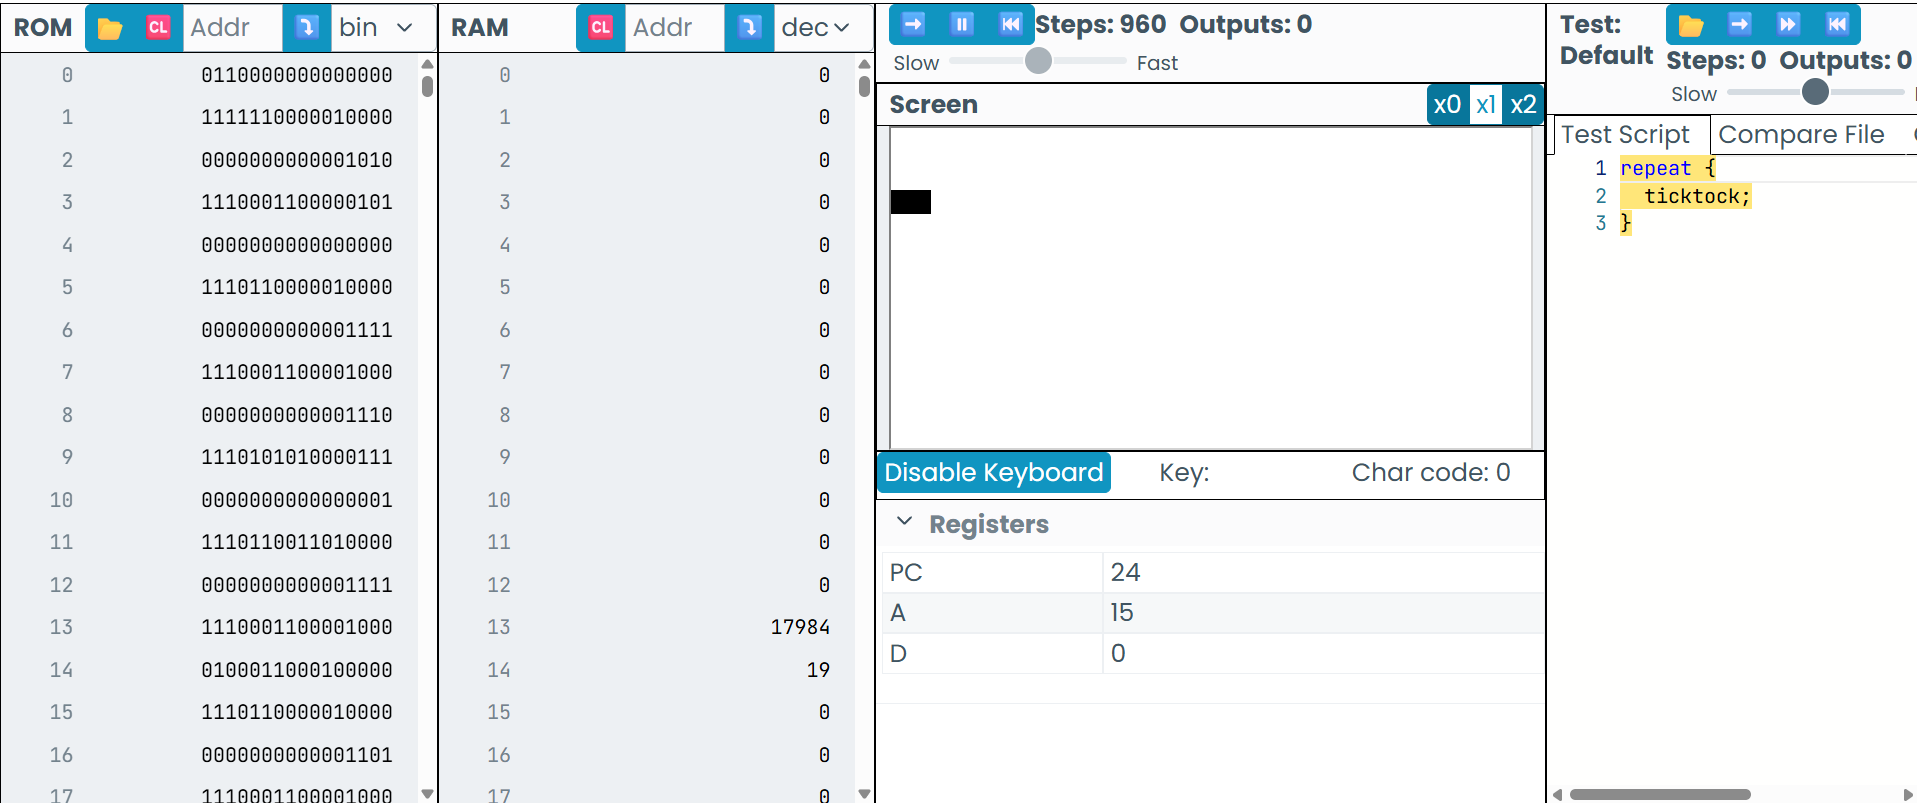 ROM CL Addr bin
0 0110000000000000
1 1111110000010000
2 0000000000001010
3 1110001100000101
4 0000000000000000
5 1110110000010000
6 0000000000001111
7 1110001100001000
8 0000000000001110
9 1110101010000111
10 0000000000000001
11 1110110011010000
12 0000000000001111
13 1110001100001000
14 0100011000100000
15 1110110000010000
16 0000000000001101
17 1110001100001000
RAM CL Addr dec
0 0
1 0
2 0
3 0
4 0
5 0
6 0
7 0
8 0
9 0
10 0
11 0
12 0
13 17984
14 19
15 0
16 0
17 0
Steps: 960 Outputs: 0
Slow Fast
Screen x0 x1 x2
Disable Keyboard Key: Char code: 0
Registers
PC 24
A 15
D 0
Test:
Default
Steps: 0 Outputs: 0
Slow
Test Script Compare File
1 repeat {
2 ticktock;
3 }